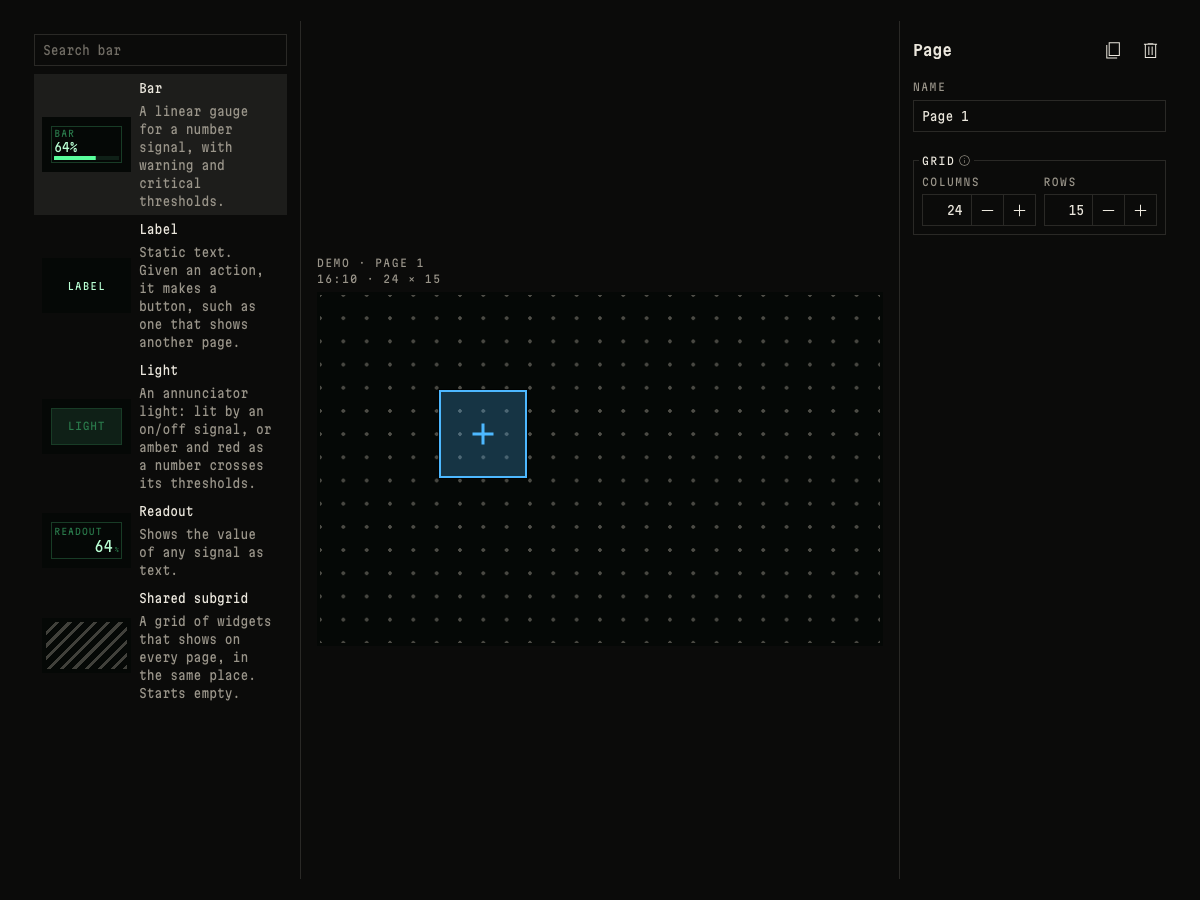 Search bar
BAR
64%
Bar
A linear gauge
for a number
signal, with
warning and
critical
thresholds.
LABEL
Label
Static text.
Given an action,
it makes a
button, such as
one that shows
another page.
LIGHT
Light
An annunciator
light: lit by an
on/off signal, or
amber and red as
a number crosses
its thresholds.
READOUT
64%
Readout
Shows the value
of any signal as
text.
Shared subgrid
A grid of widgets
that shows on
every page, in
the same place.
Starts empty.
DEMO · PAGE 1
16:10 · 24 × 15
Page
NAME
Page 1
GRID
COLUMNS ROWS
24 15